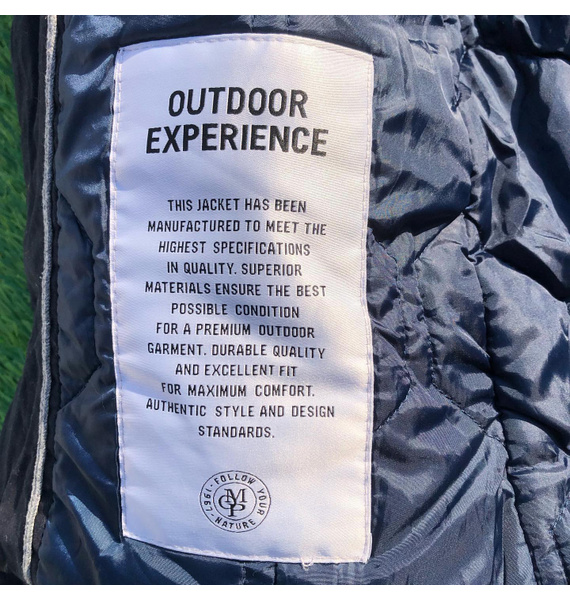 OUTDOOR
EXPERIENCE
THIS JACKET HAS BEEN
MANUFACTURED TO MEET THE
HIGHEST SPECIFICATIONS
IN QUALITY. SUPERIOR
MATERIALS ENSURE THE BEST
POSSIBLE CONDITION
FOR A PREMIUM OUTDOOR
GARMENT. DURABLE QUALITY
AND EXCELLENT FIT
FOR MAXIMUM COMFORT.
AUTHENTIC STYLE AND DESIGN
STANDARDS.
FOLLOW YOUR
MOP
NATURE
1967